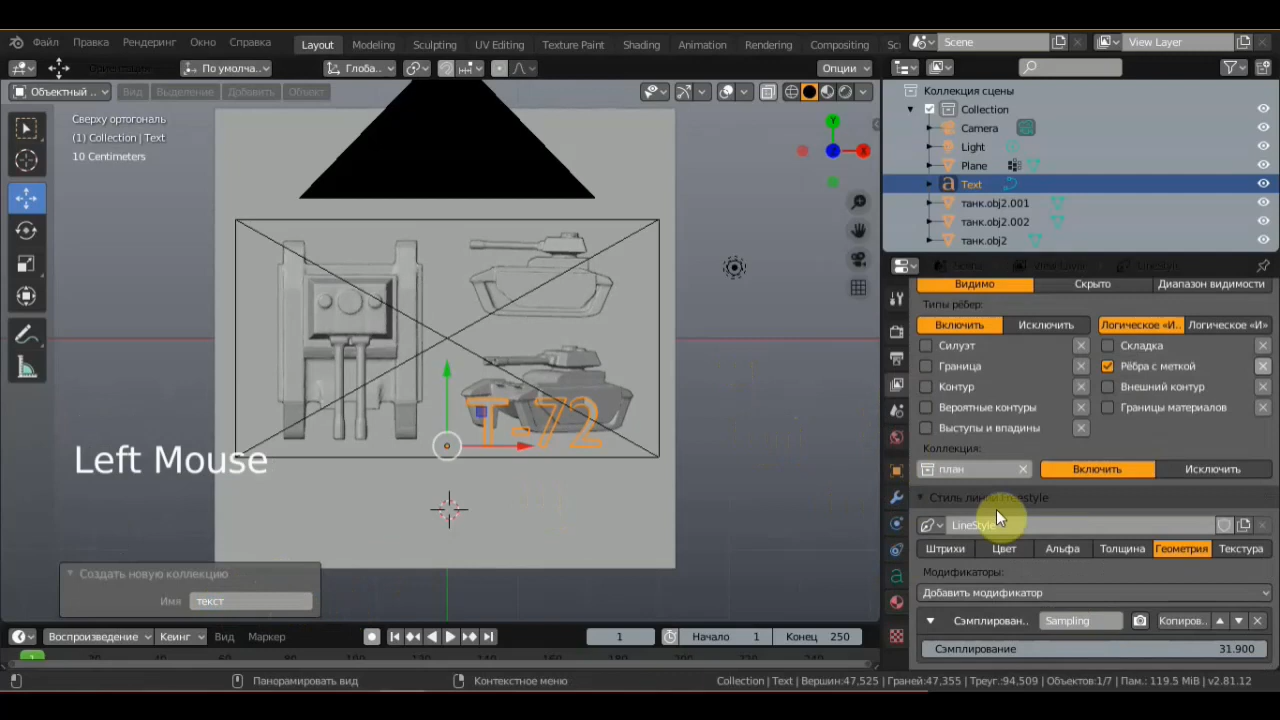 Файл Правка Рендеринг Окно Справка Layout Modeling Sculpting UV Editing Texture Paint Shading Animation Rendering Compositing Sc Scene View Layer
Ориентация По умолча.. Глоба.. Опции
Объектный .. Вид Выделение Добавить Объект
Коллекция сцены
Collection
Camera
Light
Plane
Text
танк.obj2.001
танк.obj2.002
танк.obj2
Сверху ортогональ
(1) Collection | Text
10 Centimeters
Y
X
Z
T-72
Left Mouse
Создать новую коллекцию
Имя текст
Scene View Layer LineSet
Видимо Скрыто Диапазон видимости
Типы рёбер:
Включить Исключить Логическое «И.. Логическое «И»
Силуэт Складка
Граница Рёбра с меткой
Контур Внешний контур
Вероятные контуры Границы материалов
Выступы и впадины
Коллекция:
план Включить Исключить
Стиль линий Freestyle
LineStyle
Штрихи Цвет Альфа Толщина Геометрия Текстура
Модификаторы:
Добавить модификатор
Сэмплирован.. Sampling Копиров..
Сэмплирование 31.900
Воспроизведение Кеинг Вид Маркер 1 Начало 1 Конец 250
Панорамировать вид Контекстное меню Collection | Text | Вершин:47,525 | Граней:47,355 | Треуг.:94,509 | Объектов:1/7 | Пам.: 119.5 MiB | v2.81.12